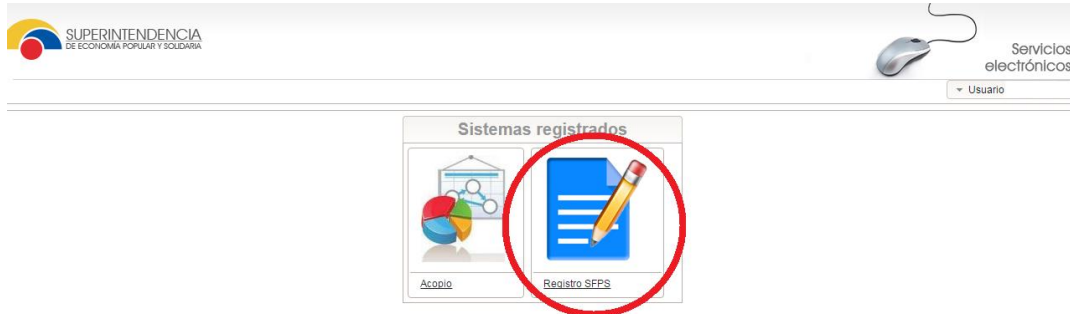 SUPERINTENDENCIA
DE ECONOMÍA POPULAR Y SOLIDARIA
Servicios
electrónicos
Usuario
Sistemas registrados
Acopio
Registro SFPS